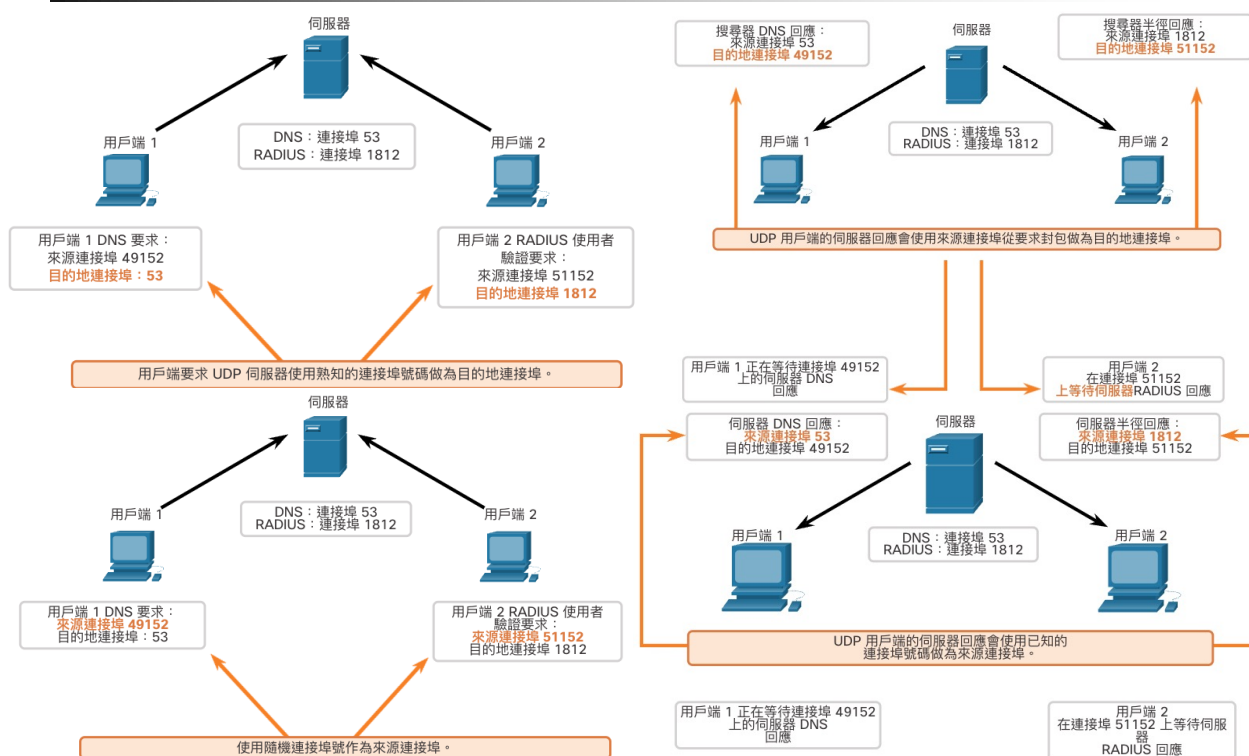 伺服器
用戶端 1
用戶端 2
DNS：連接埠 53
RADIUS：連接埠 1812
用戶端 1 DNS 要求：
來源連接埠 49152
目的地連接埠：53
用戶端 2 RADIUS 使用者
驗證要求：
來源連接埠 51152
目的地連接埠 1812
用戶端要求 UDP 伺服器使用熟知的連接埠號碼做為目的地連接埠。
伺服器
用戶端 1
用戶端 2
DNS：連接埠 53
RADIUS：連接埠 1812
用戶端 1 DNS 要求：
來源連接埠 49152
目的地連接埠：53
用戶端 2 RADIUS 使用者
驗證要求：
來源連接埠 51152
目的地連接埠 1812
使用隨機連接埠號作為來源連接埠。
搜尋器 DNS 回應：
來源連接埠 53
目的地連接埠 49152
伺服器
搜尋器半徑回應：
來源連接埠 1812
目的地連接埠 51152
用戶端 1
DNS：連接埠 53
RADIUS：連接埠 1812
用戶端 2
UDP 用戶端的伺服器回應會使用來源連接埠從要求封包做為目的地連接埠。
用戶端 1 正在等待連接埠 49152
上的伺服器 DNS
回應
用戶端 2
在連接埠 51152
上等待伺服器RADIUS 回應
伺服器 DNS 回應：
來源連接埠 53
目的地連接埠 49152
伺服器
伺服器半徑回應：
來源連接埠 1812
目的地連接埠 51152
用戶端 1
DNS：連接埠 53
RADIUS：連接埠 1812
用戶端 2
UDP 用戶端的伺服器回應會使用已知的
連接埠號碼做為來源連接埠。
用戶端 1 正在等待連接埠 49152
上的伺服器 DNS
回應
用戶端 2
在連接埠 51152 上等待伺服
器
RADIUS 回應